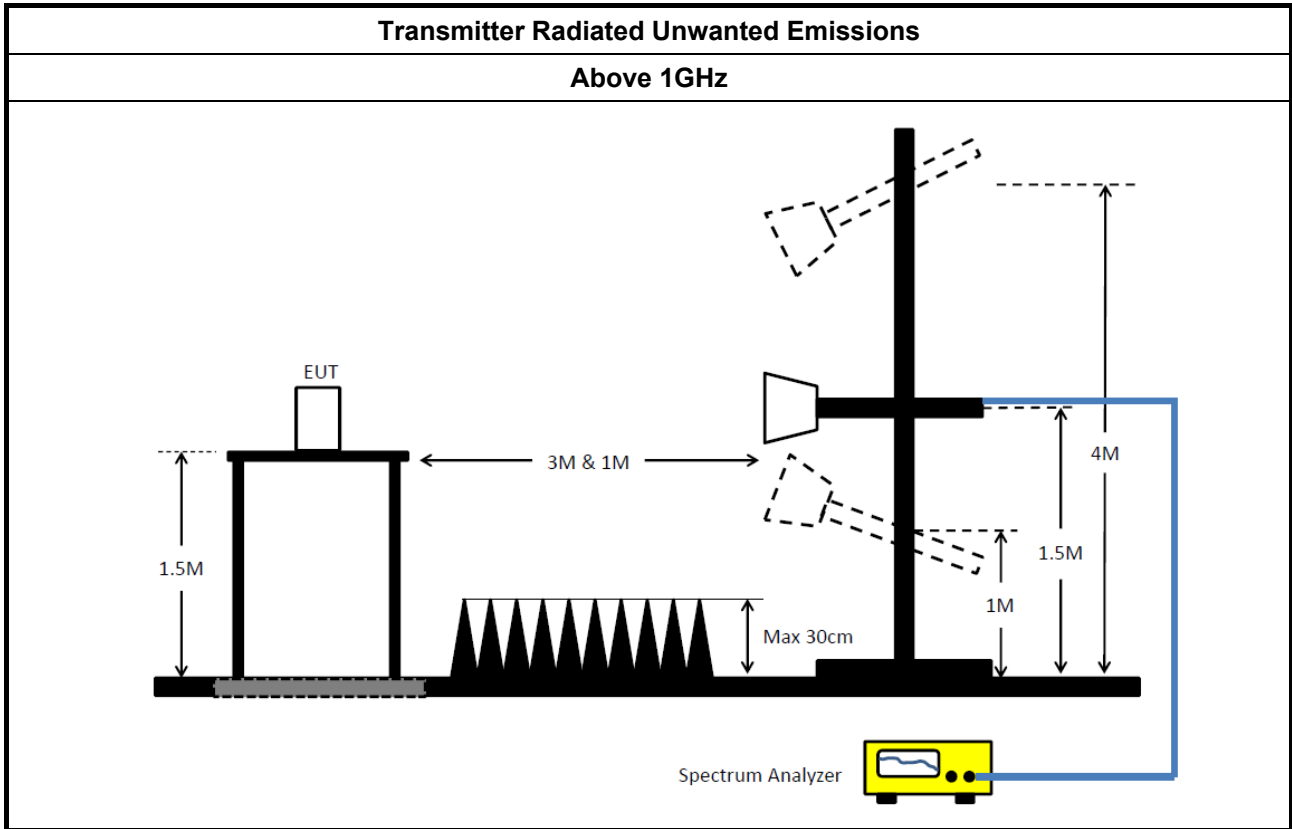 Transmitter Radiated Unwanted Emissions
Above 1GHz
EUT
3M & 1M
4M
1.5M
1.5M
1M
Max 30cm
Spectrum Analyzer